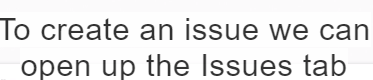 To create an issue we can
open up the Issues tab